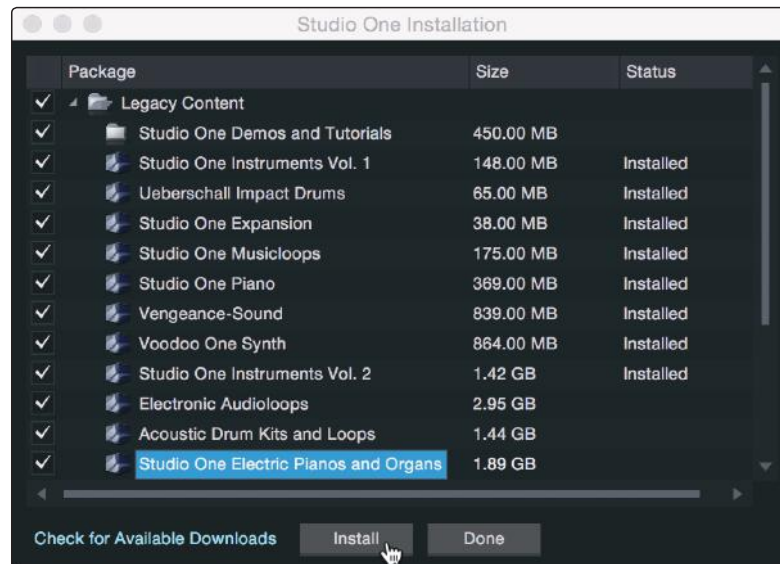 Studio One Installation
Package Size Status
Legacy Content
Studio One Demos and Tutorials 450.00 MB
Studio One Instruments Vol. 1 148.00 MB Installed
Ueberschall Impact Drums 65.00 MB Installed
Studio One Expansion 38.00 MB Installed
Studio One Musicloops 175.00 MB Installed
Studio One Piano 369.00 MB Installed
Vengeance-Sound 839.00 MB Installed
Voodoo One Synth 864.00 MB Installed
Studio One Instruments Vol. 2 1.42 GB Installed
Electronic Audioloops 2.95 GB
Acoustic Drum Kits and Loops 1.44 GB
Studio One Electric Pianos and Organs 1.89 GB
Check for Available Downloads Install Done